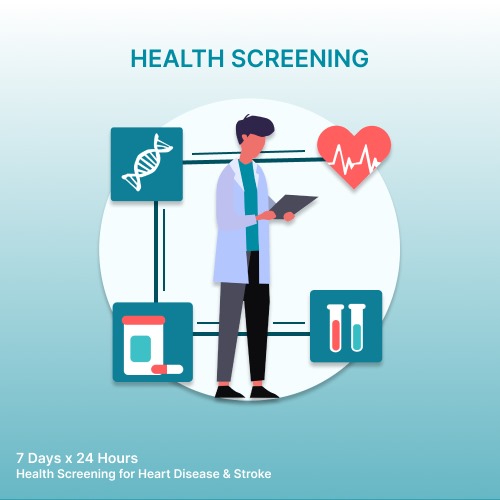 HEALTH SCREENING
7 Days x 24 Hours
Health Screening for Heart Disease & Stroke